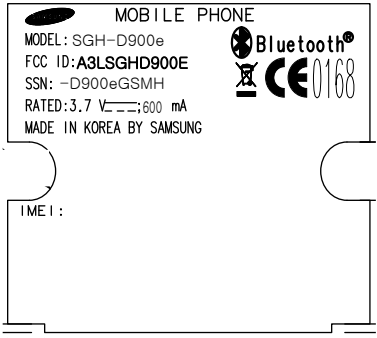 MOBILE PHONE
MODEL: SGH-D900e
FCC ID:A3LSGHD900E
SSN: -D900eGSMH
RATED:3.7 V⎓;600 mA
MADE IN KOREA BY SAMSUNG
Bluetooth®
CE0168
IMEI: